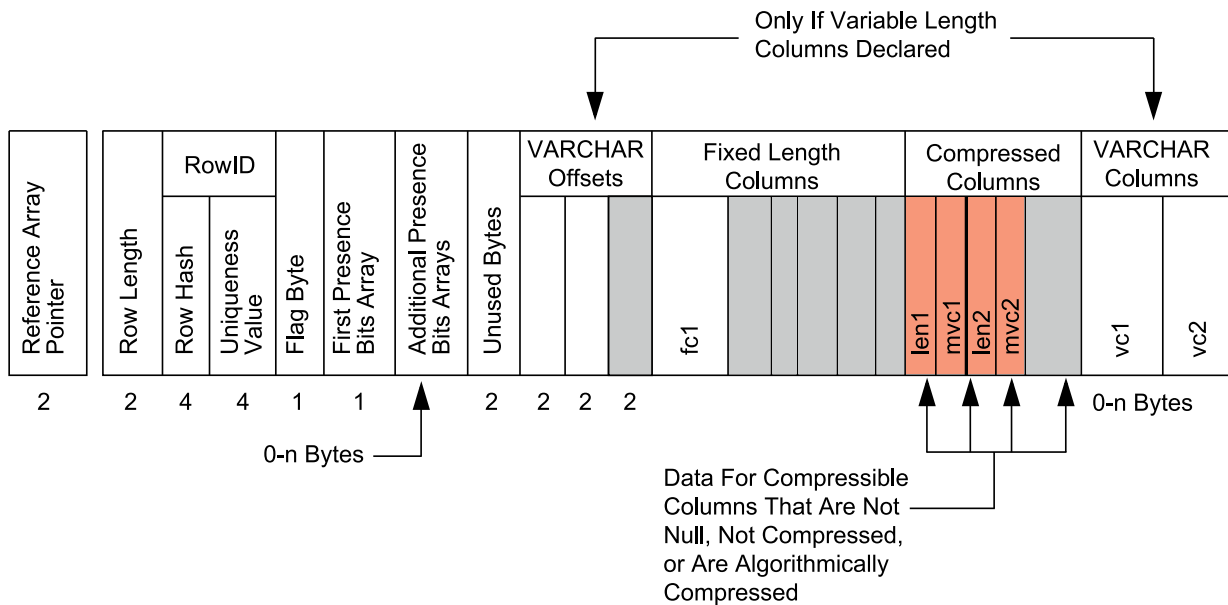 Only If Variable Length
Columns Declared
Reference Array
Pointer
Row Length
RowID
Row Hash
Uniqueness
Value
Flag Byte
First Presence
Bits Array
Additional Presence
Bits Arrays
Unused Bytes
VARCHAR
Offsets
Fixed Length
Columns
fc1
Compressed
Columns
len1
mvc1
len2
mvc2
VARCHAR
Columns
vc1
vc2
2
2
4
4
1
1
2
2
2
2
0-n Bytes
0-n Bytes
Data For Compressible
Columns That Are Not
Null, Not Compressed,
or Are Algorithmically
Compressed